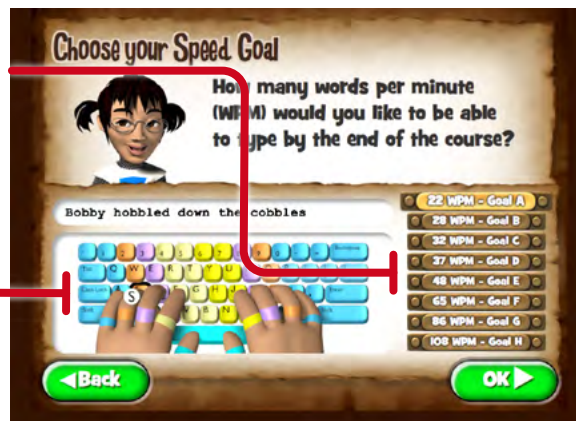 Choose your Speed Goal
How many words per minute
(WPM) would you like to be able
to type by the end of the course?
Bobby hobbled down the cobbles
22 WPM - Goal A
28 WPM - Goal B
32 WPM - Goal C
37 WPM - Goal D
48 WPM - Goal E
65 WPM - Goal F
86 WPM - Goal G
108 WPM - Goal H
Q W E R T Y U
S
Back
OK